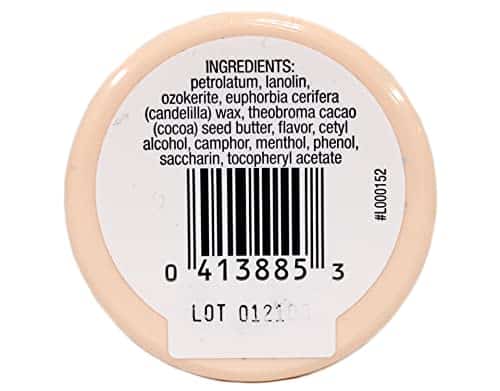 INGREDIENTS:
petrolatum, lanolin,
ozokerite, euphorbia cerifera
(candelilla) wax, theobroma cacao
(cocoa) seed butter, flavor, cetyl
alcohol, camphor, menthol, phenol,
saccharin, tocopheryl acetate
#L000152
0 413885 3
LOT